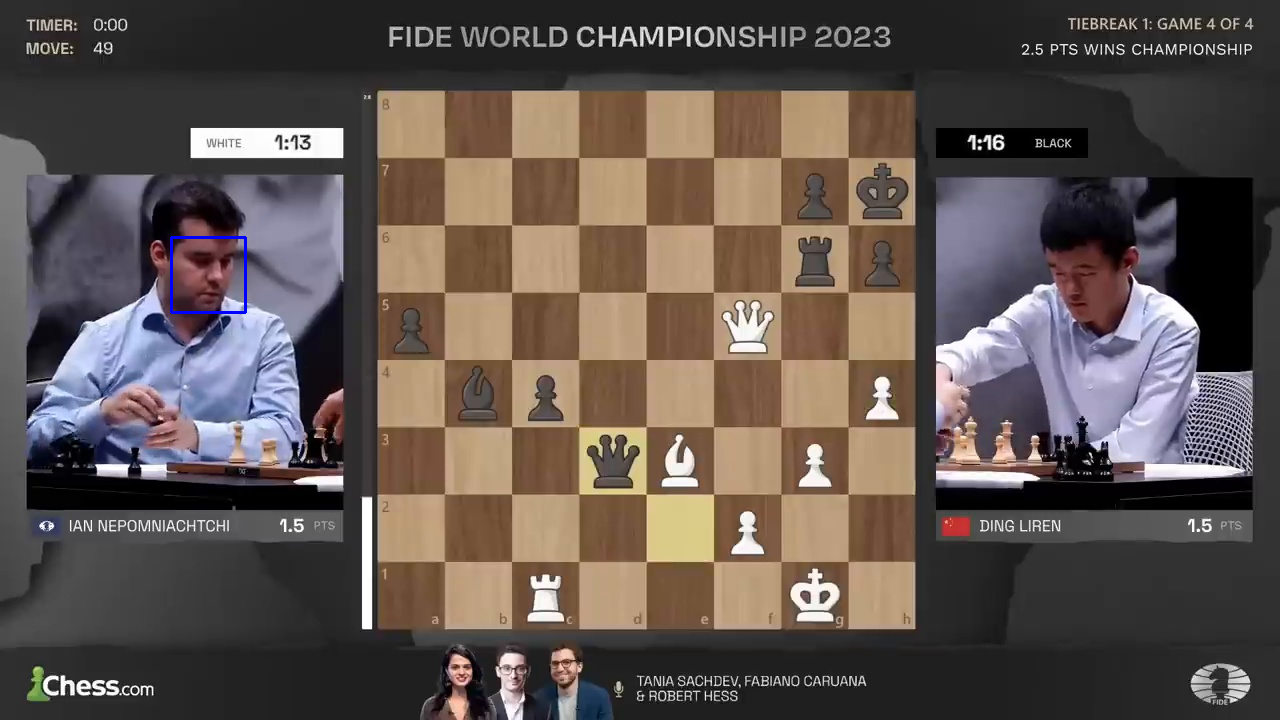 TIMER: 0:00
MOVE: 49
FIDE WORLD CHAMPIONSHIP 2023
TIEBREAK 1: GAME 4 OF 4
2.5 PTS WINS CHAMPIONSHIP
WHITE 1:13
1:16 BLACK
2.8
8
7
6
5
4
3
2
1
a b c d e f g h
IAN NEPOMNIACHTCHI 1.5 PTS
DING LIREN 1.5 PTS
Chess.com
TANIA SACHDEV, FABIANO CARUANA
& ROBERT HESS
FIDE